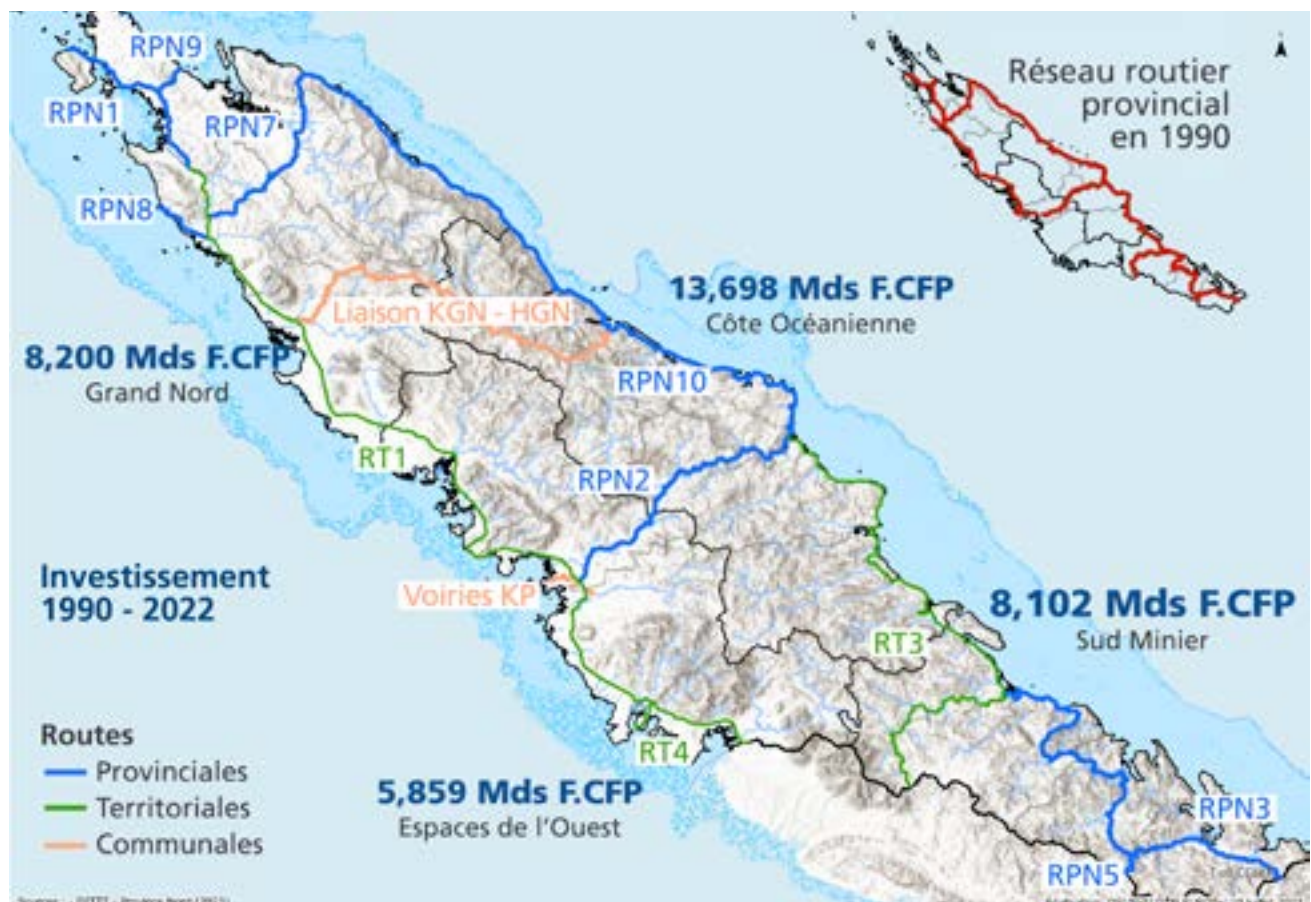 RPN9
RPN1
RPN7
RPN8
Réseau routier
provincial
en 1990
13,698 Mds F.CFP
Côte Océanienne
Liaison KGN - HGN
8,200 Mds F.CFP
Grand Nord
RPN10
RT1
RPN2
Investissement
1990 - 2022
Voiries KP
8,102 Mds F.CFP
Sud Minier
RT3
Routes
Provinciales
Territoriales
Communales
RT4
5,859 Mds F.CFP
Espaces de l'Ouest
RPN3
RPN5